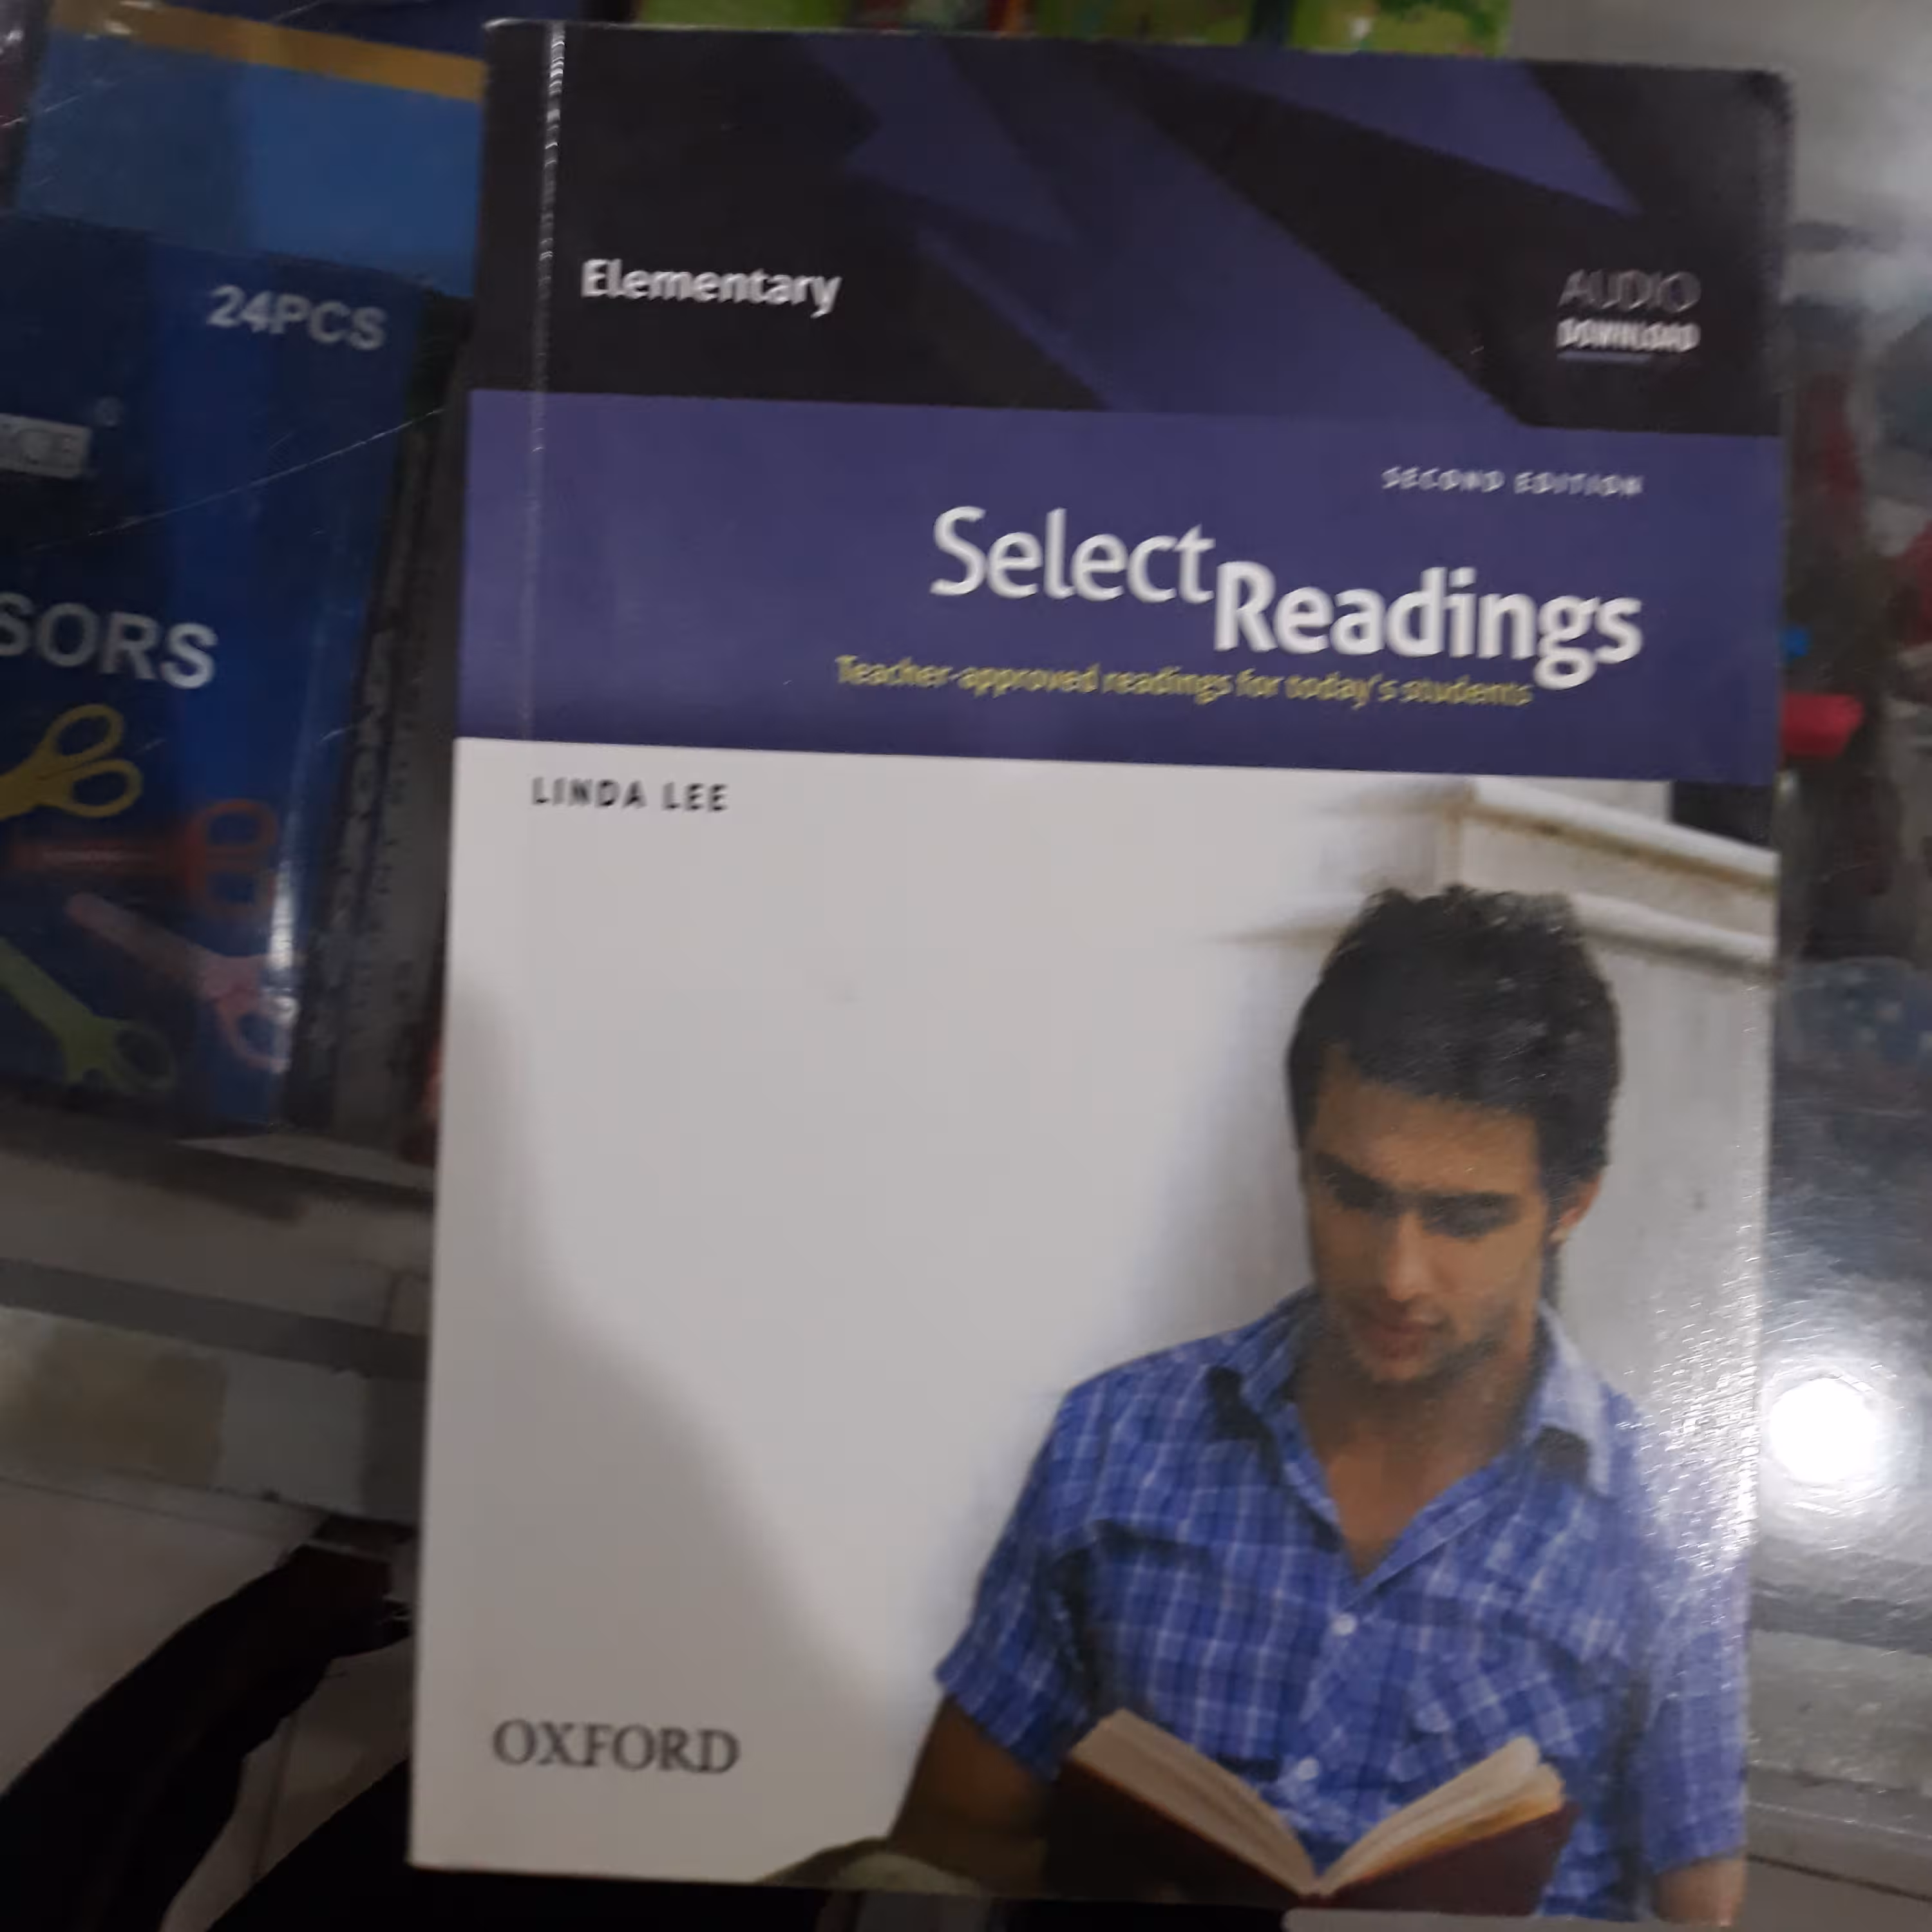 Elementary
AUDIO
DOWNLOAD
SECOND EDITION
Select Readings
Teacher-approved readings for today's students
LINDA LEE
OXFORD
24PCS
SORS